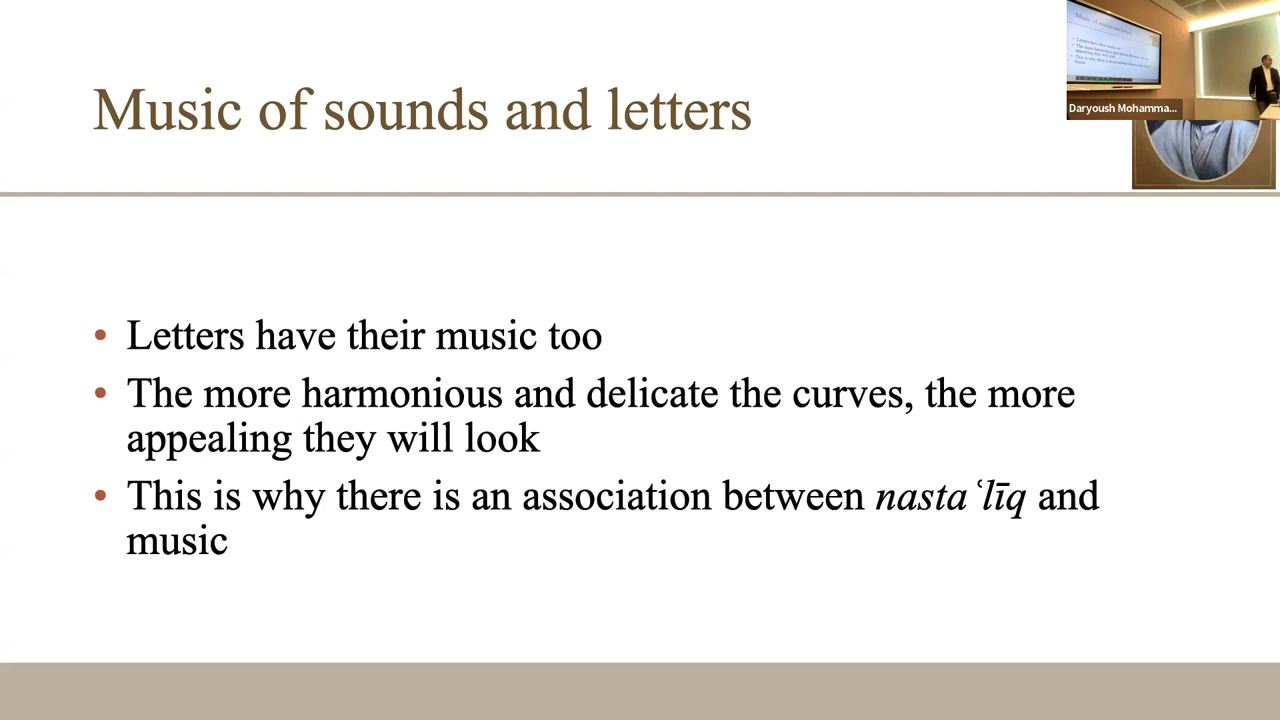 Music of sounds and letters
Daryoush Mohamma...
• Letters have their music too
• The more harmonious and delicate the curves, the more
appealing they will look
• This is why there is an association between nastaʿlīq and
music